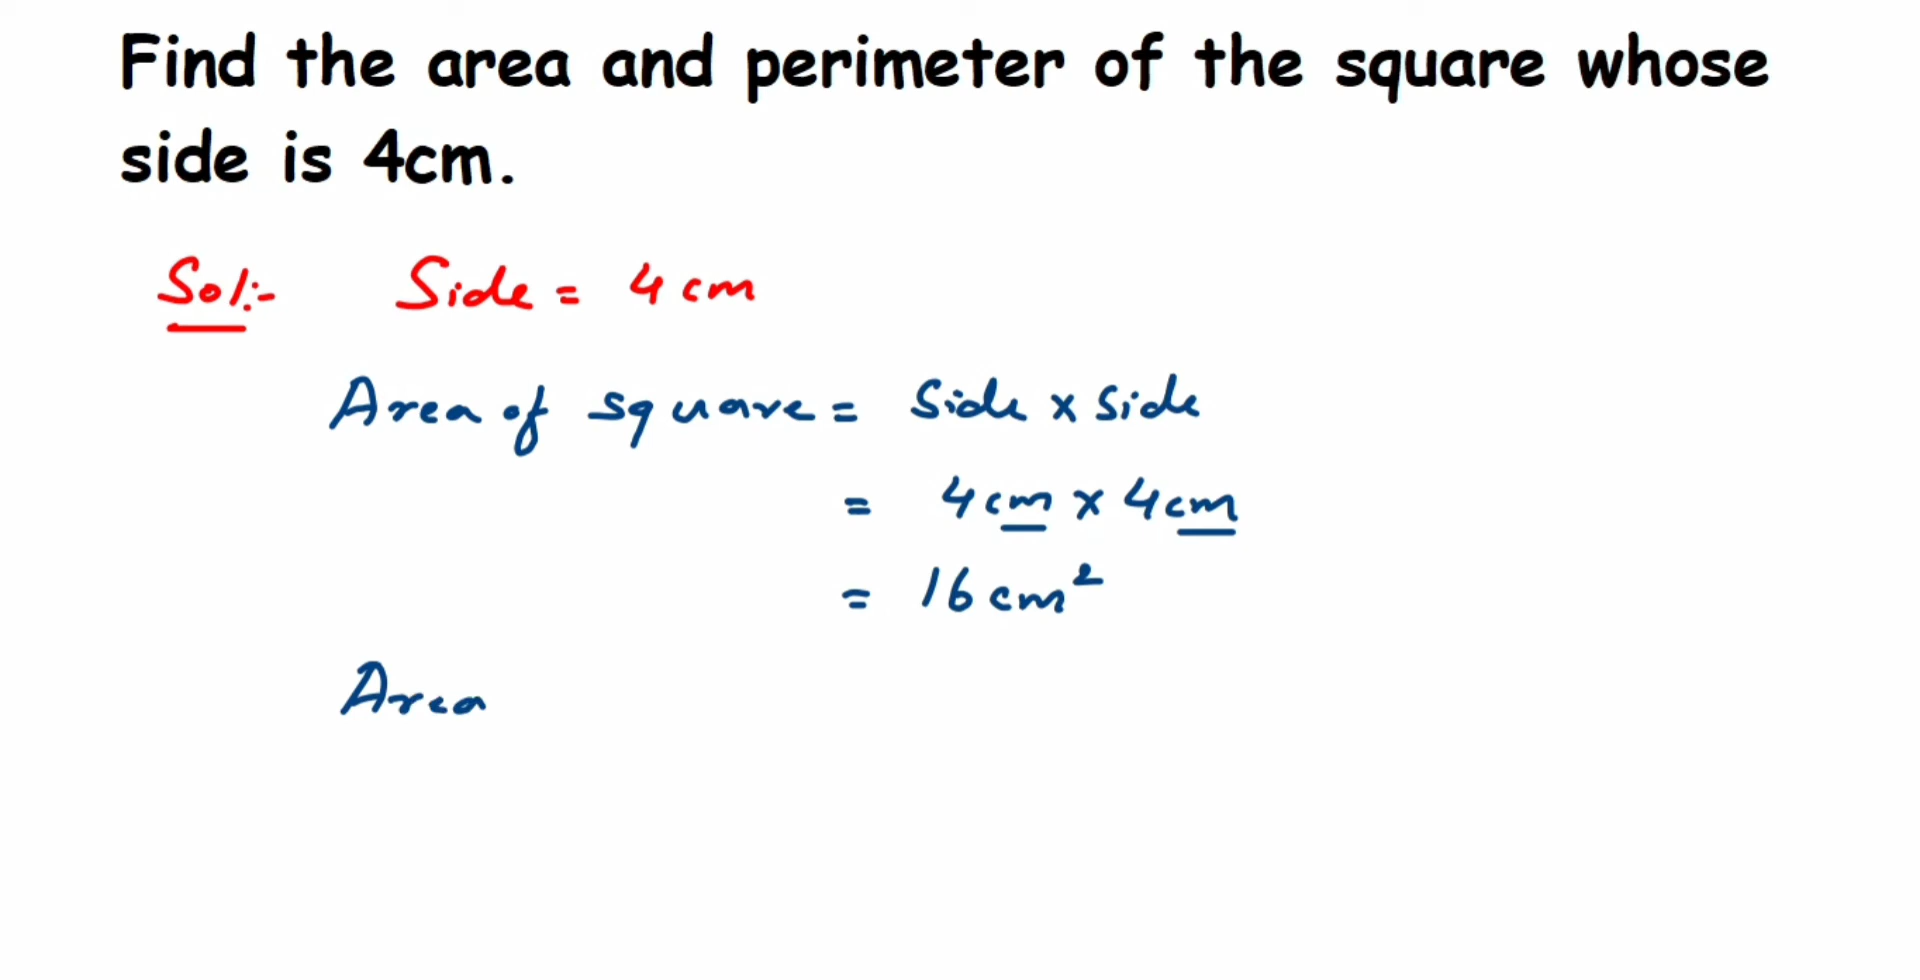 Find the area and perimeter of the square whose
side is 4cm.
Sol:- Side = 4 cm
Area of square = Side x side
= 4cm x 4cm
= 16 cm²
Area